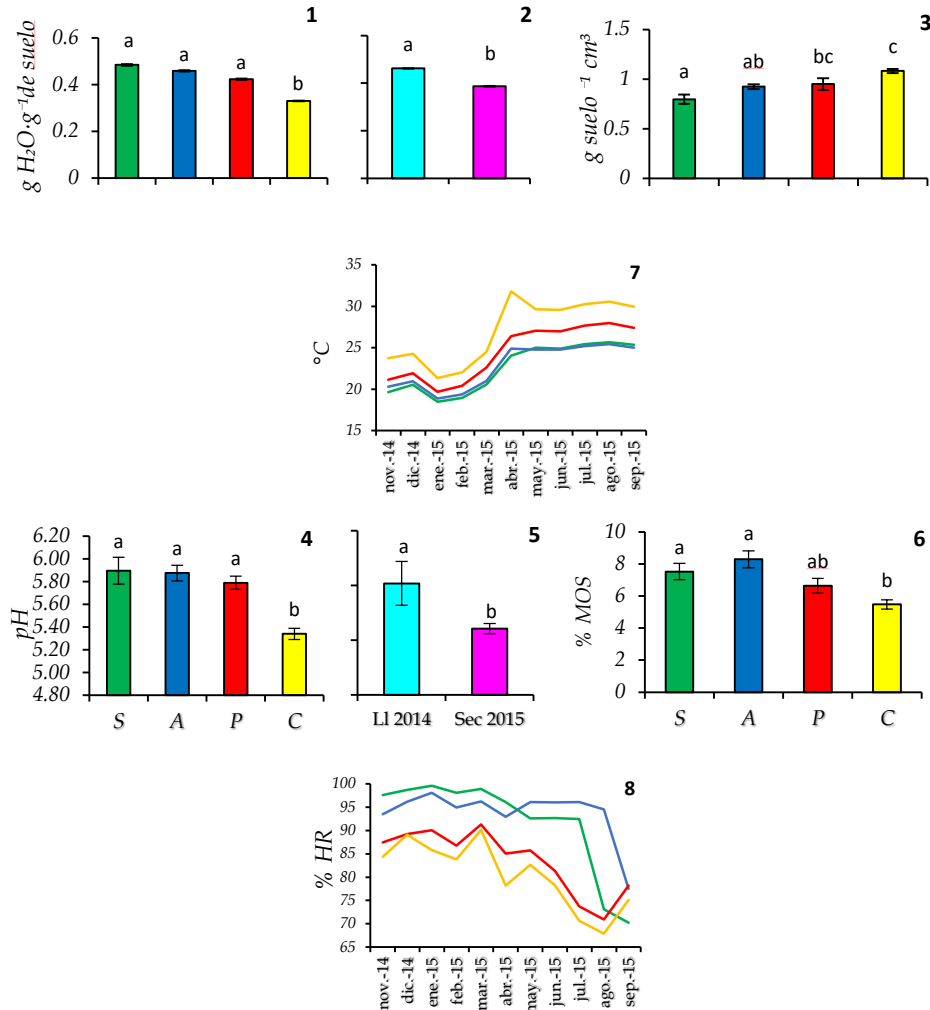 1
2
3
g H₂O·g⁻¹de suelo
0.6
0.4
0.2
0
a
a
a
b
a
b
g suelo ⁻¹ cm³
1.5
1
0.5
0
a
ab
bc
c
7
°C
35
30
25
20
15
nov.-14
dic.-14
ene.-15
feb.-15
mar.-15
abr.-15
may.-15
jun.-15
jul.-15
ago.-15
sep.-15
4
pH
6.20
6.00
5.80
5.60
5.40
5.20
5.00
4.80
a
a
a
b
S A P C
5
a
b
Ll 2014 Sec 2015
6
% MOS
10
8
6
4
2
0
a
a
ab
b
S A P C
8
% HR
100
95
90
85
80
75
70
65
nov.-14
dic.-14
ene.-15
feb.-15
mar.-15
abr.-15
may.-15
jun.-15
jul.-15
ago.-15
sep.-15